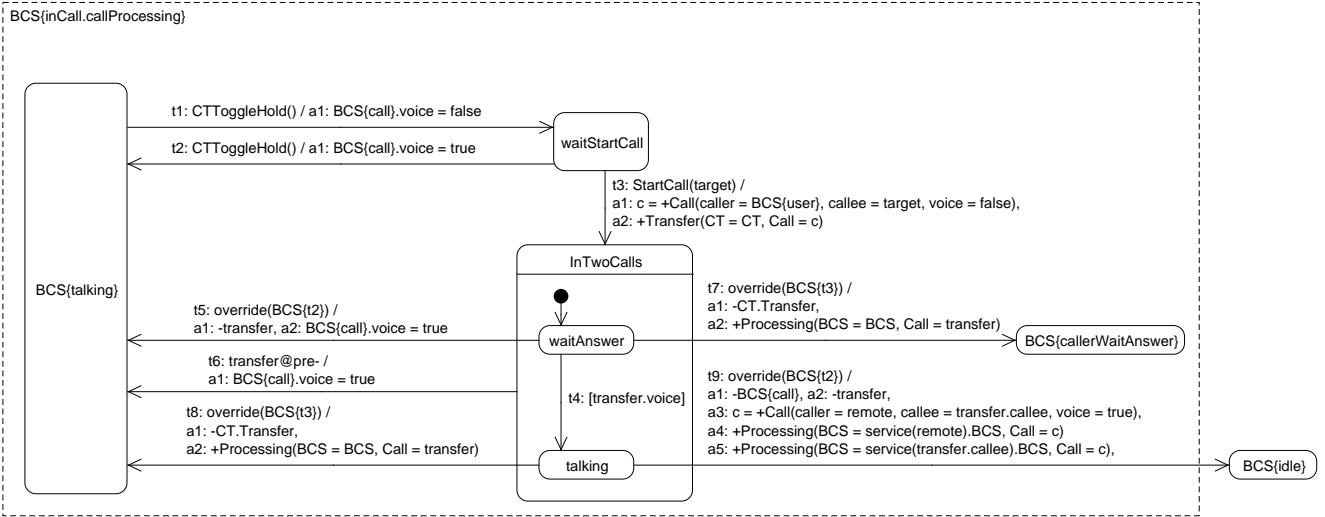 BCS{inCall.callProcessing}
t1: CTToggleHold() / a1: BCS{call}.voice = false
waitStartCall
t2: CTToggleHold() / a1: BCS{call}.voice = true
t3: StartCall(target) /
a1: c = +Call(caller = BCS{user}, callee = target, voice = false),
a2: +Transfer(CT = CT, Call = c)
InTwoCalls
BCS{talking}
t5: override(BCS{t2}) /
a1: -transfer, a2: BCS{call}.voice = true
waitAnswer
t7: override(BCS{t3}) /
a1: -CT.Transfer,
a2: +Processing(BCS = BCS, Call = transfer)
BCS{callerWaitAnswer}
t6: transfer@pre- /
a1: BCS{call}.voice = true
t4: [transfer.voice]
t8: override(BCS{t3}) /
a1: -CT.Transfer,
a2: +Processing(BCS = BCS, Call = transfer)
t9: override(BCS{t2}) /
a1: -BCS{call}, a2: -transfer,
a3: c = +Call(caller = remote, callee = transfer.callee, voice = true),
a4: +Processing(BCS = service(remote).BCS, Call = c)
a5: +Processing(BCS = service(transfer.callee).BCS, Call = c),
talking
BCS{idle}